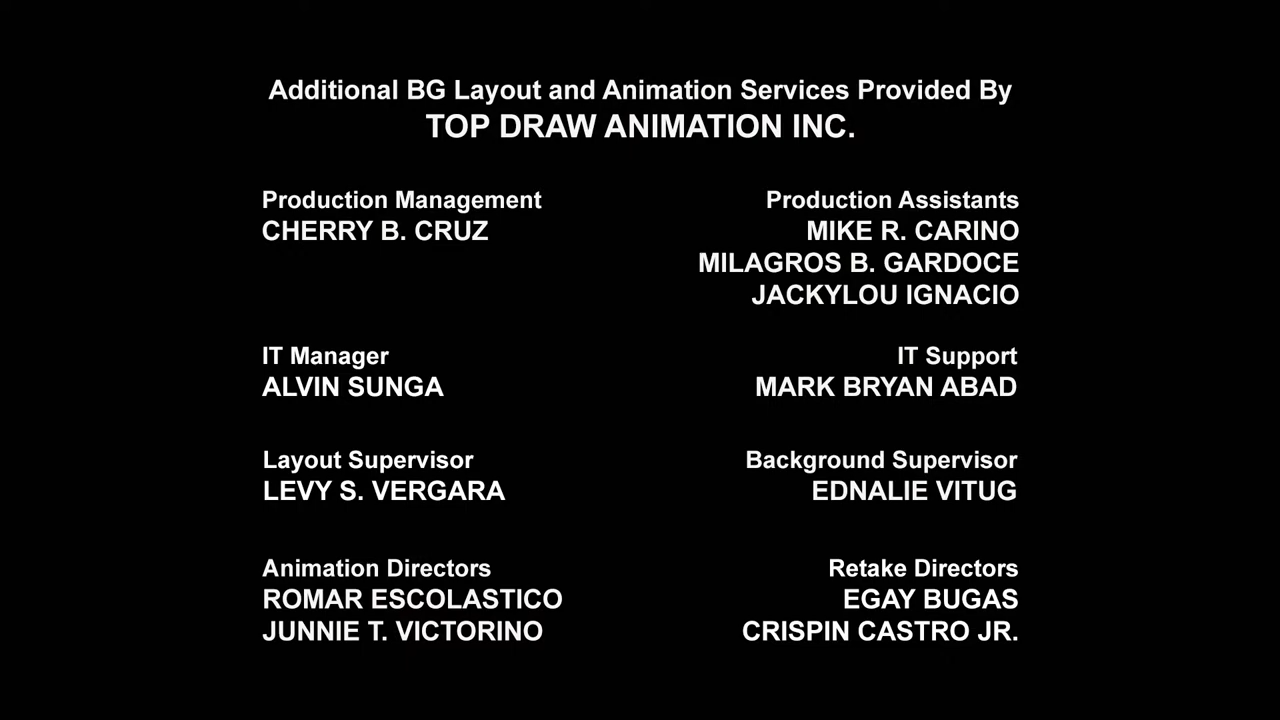 Additional BG Layout and Animation Services Provided By
TOP DRAW ANIMATION INC.
Production Management
CHERRY B. CRUZ
Production Assistants
MIKE R. CARINO
MILAGROS B. GARDOCE
JACKYLOU IGNACIO
IT Manager
ALVIN SUNGA
IT Support
MARK BRYAN ABAD
Layout Supervisor
LEVY S. VERGARA
Background Supervisor
EDNALIE VITUG
Animation Directors
ROMAR ESCOLASTICO
JUNNIE T. VICTORINO
Retake Directors
EGAY BUGAS
CRISPIN CASTRO JR.